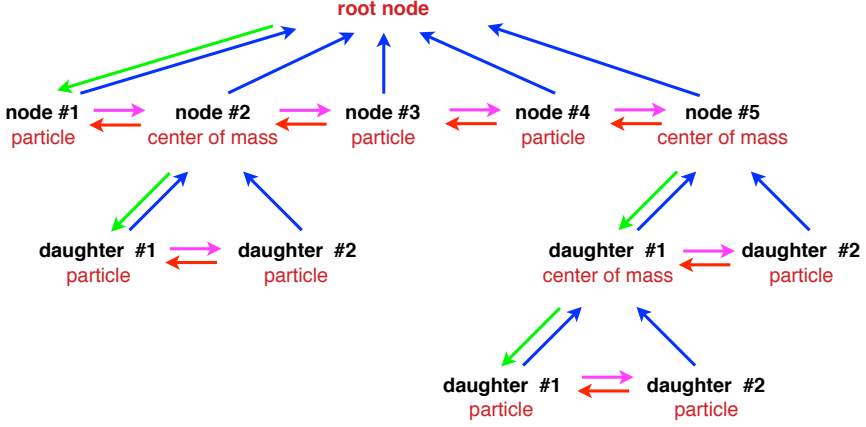 root node
node #1
particle
node #2
center of mass
node #3
particle
node #4
particle
node #5
center of mass
daughter #1
particle
daughter #2
particle
daughter #1
center of mass
daughter #2
particle
daughter #1
particle
daughter #2
particle